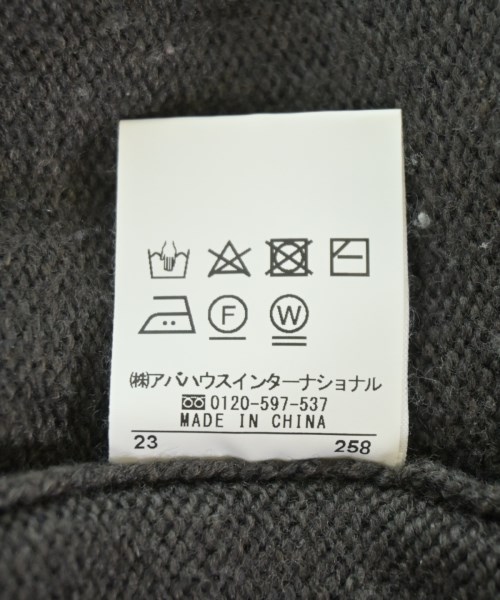 F W
㈱アバハウスインターナショナル
0120-597-537
MADE IN CHINA
23 258